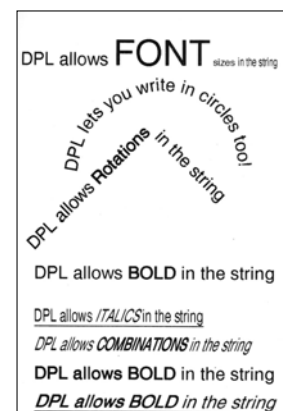 DPL allows FONT sizes in the string
DPL lets you write in circles too!
DPL allows Rotations in the string
DPL allows BOLD in the string
DPL allows ITALICS in the string
DPL allows COMBINATIONS in the string
DPL allows BOLD in the string
DPL allows BOLD in the string